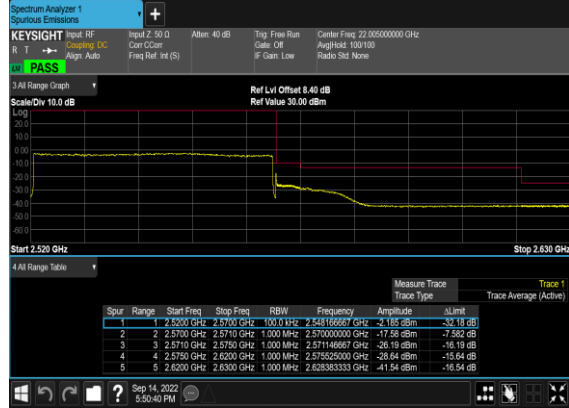 Spectrum Analyzer 1
Spurious Emissions
+
KEYSIGHT Input: RF Input Z: 50 Ω Atten: 40 dB Trig: Free Run Center Freq: 22.005000000 GHz
R T Coupling: DC Corr CCorr Gate: Off Avg|Hold: 100/100
Align: Auto Freq Ref: Int (S) IF Gain: Low Radio Std: None
LV PASS
3 All Range Graph
Ref Lvl Offset 8.40 dB
Scale/Div 10.0 dB Ref Value 30.00 dBm
Log
20.0
10.0
0.00
-10.0
-20.0
-30.0
-40.0
-50.0
-60.0
Start 2.520 GHz Stop 2.630 GHz
4 All Range Table
Measure Trace Trace 1
Trace Type Trace Average (Active)
Spur Range Start Freq Stop Freq RBW Frequency Amplitude ΔLimit
1 1 2.5200 GHz 2.5700 GHz 100.0 kHz 2.548166667 GHz -2.185 dBm -32.18 dB
2 2 2.5700 GHz 2.5710 GHz 1.000 MHz 2.570000000 GHz -17.58 dBm -7.582 dB
3 3 2.5710 GHz 2.5750 GHz 1.000 MHz 2.571146667 GHz -26.19 dBm -16.19 dB
4 4 2.5750 GHz 2.6200 GHz 1.000 MHz 2.575525000 GHz -28.64 dBm -15.64 dB
5 5 2.6200 GHz 2.6300 GHz 1.000 MHz 2.628383333 GHz -41.54 dBm -16.54 dB
? Sep 14, 2022
5:50:40 PM